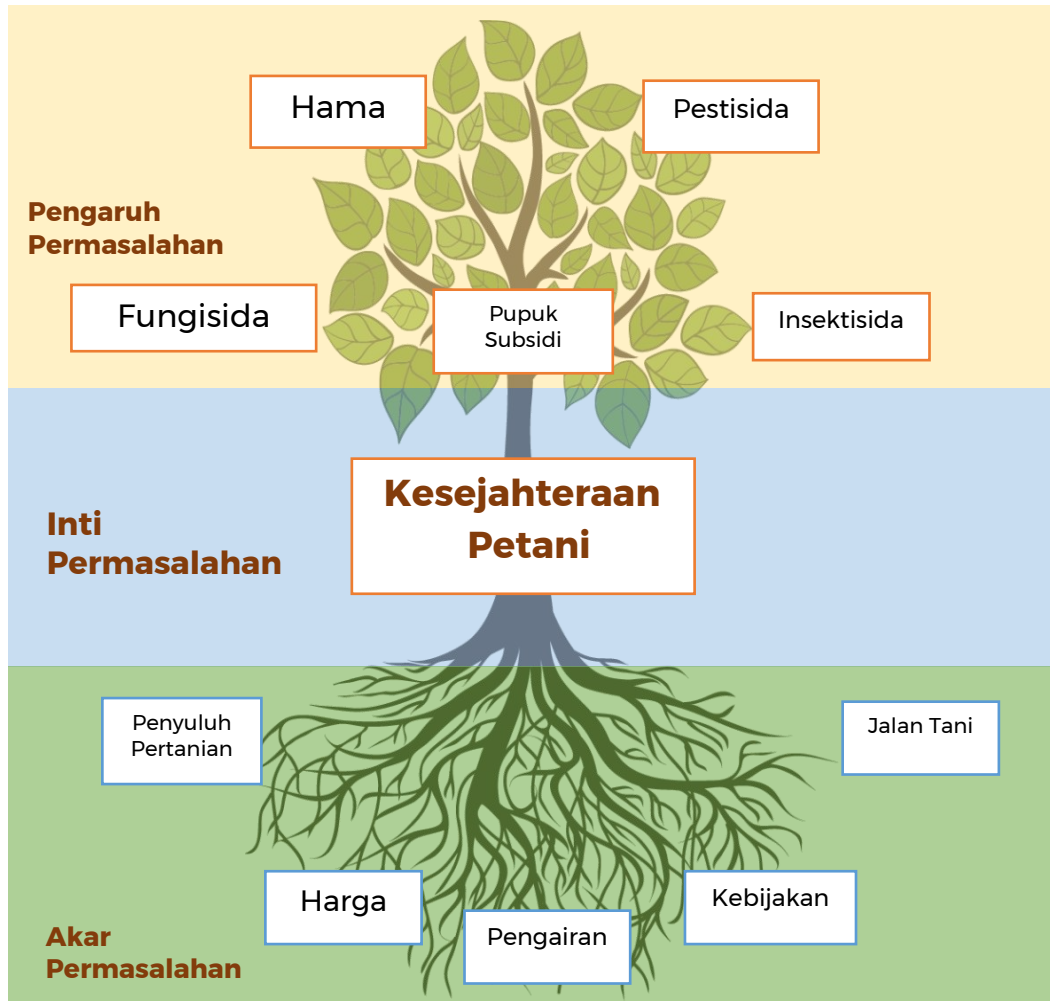 Hama
Pestisida
Pengaruh
Permasalahan
Fungisida
Pupuk
Subsidi
Insektisida
Kesejahteraan
Petani
Inti
Permasalahan
Penyuluh
Pertanian
Jalan Tani
Harga
Kebijakan
Pengairan
Akar
Permasalahan